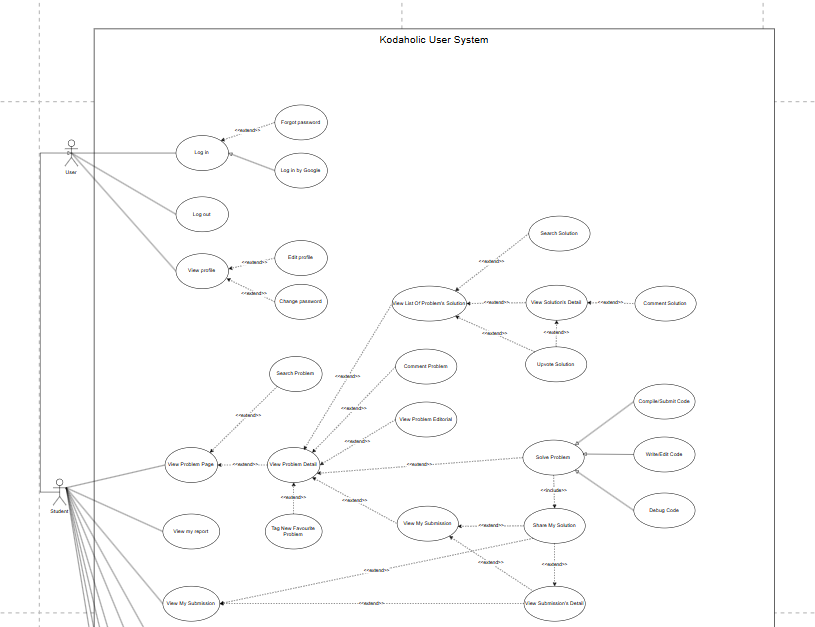 Kodaholic User System
Forgot password
<<extend>>
Log in
Log in by Google
User
Log out
Search Solution
Edit profile
<<extend>>
<<extend>>
View profile
<<extend>>
Change password
View List Of Problem's Solution
<<extend>>
View Solution's Detail
<<extend>>
Comment Solution
<<extend>>
<<extend>>
Upvote Solution
Comment Problem
Search Problem
<<extend>>
Compile/Submit Code
<<extend>>
<<extend>>
View Problem Editorial
<<extend>>
Write/Edit Code
Solve Problem
View Problem Page
<<extend>>
View Problem Detail
<<extend>>
<<include>>
<<extend>>
<<extend>>
Student
Debug Code
View My Submission
<<extend>>
Share My Solution
View my report
Tag New Favourite
Problem
<<extend>>
<<extend>>
<<extend>>
View My Submission
<<extend>>
View Submission's Detail